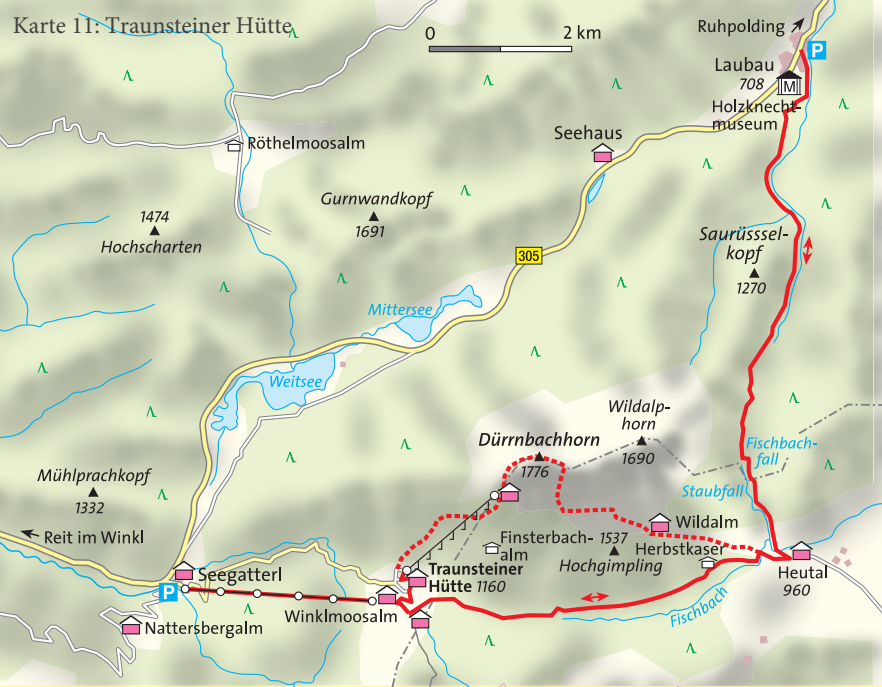 Karte 11: Traunsteiner Hütte
0
2 km
Ruhpolding
P
Laubau
708
M
Holzknecht-
museum
Seehaus
Röthelmoosalm
Gurnwandkopf
1691
1474
Hochscharten
Saurüsssel-
kopf
1270
305
Mittersee
Weitsee
Wildalp-
horn
1690
Dürrnbachhorn
1776
Fischbach-
fall
Staubfall
Mühlprachkopf
1332
Reit im Winkl
Wildalm
Finsterbach-
alm
1537
Hochgimpling
Herbstkaser
Heutal
960
Seegatterl
P
Traunsteiner
Hütte 1160
Winklmoosalm
Fischbach
Nattersbergalm